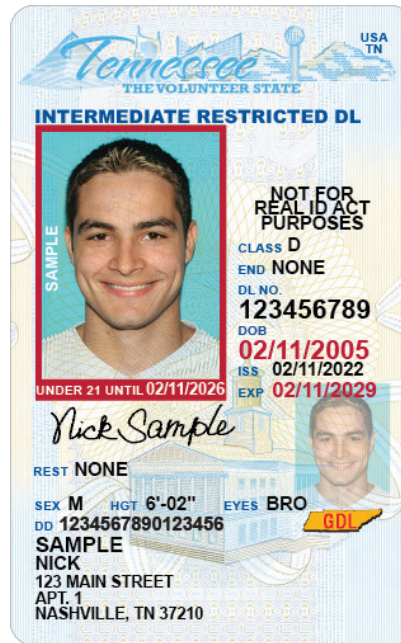 USA
TN
Tennessee
THE VOLUNTEER STATE
INTERMEDIATE RESTRICTED DL
SAMPLE
UNDER 21 UNTIL 02/11/2026
NOT FOR
REAL ID ACT
PURPOSES
CLASS D
END NONE
DL NO.
123456789
DOB
02/11/2005
ISS 02/11/2022
EXP 02/11/2029
Nick Sample
REST NONE
SEX M HGT 6'-02" EYES BRO
DD 1234567890123456
GDL
SAMPLE
NICK
123 MAIN STREET
APT. 1
NASHVILLE, TN 37210